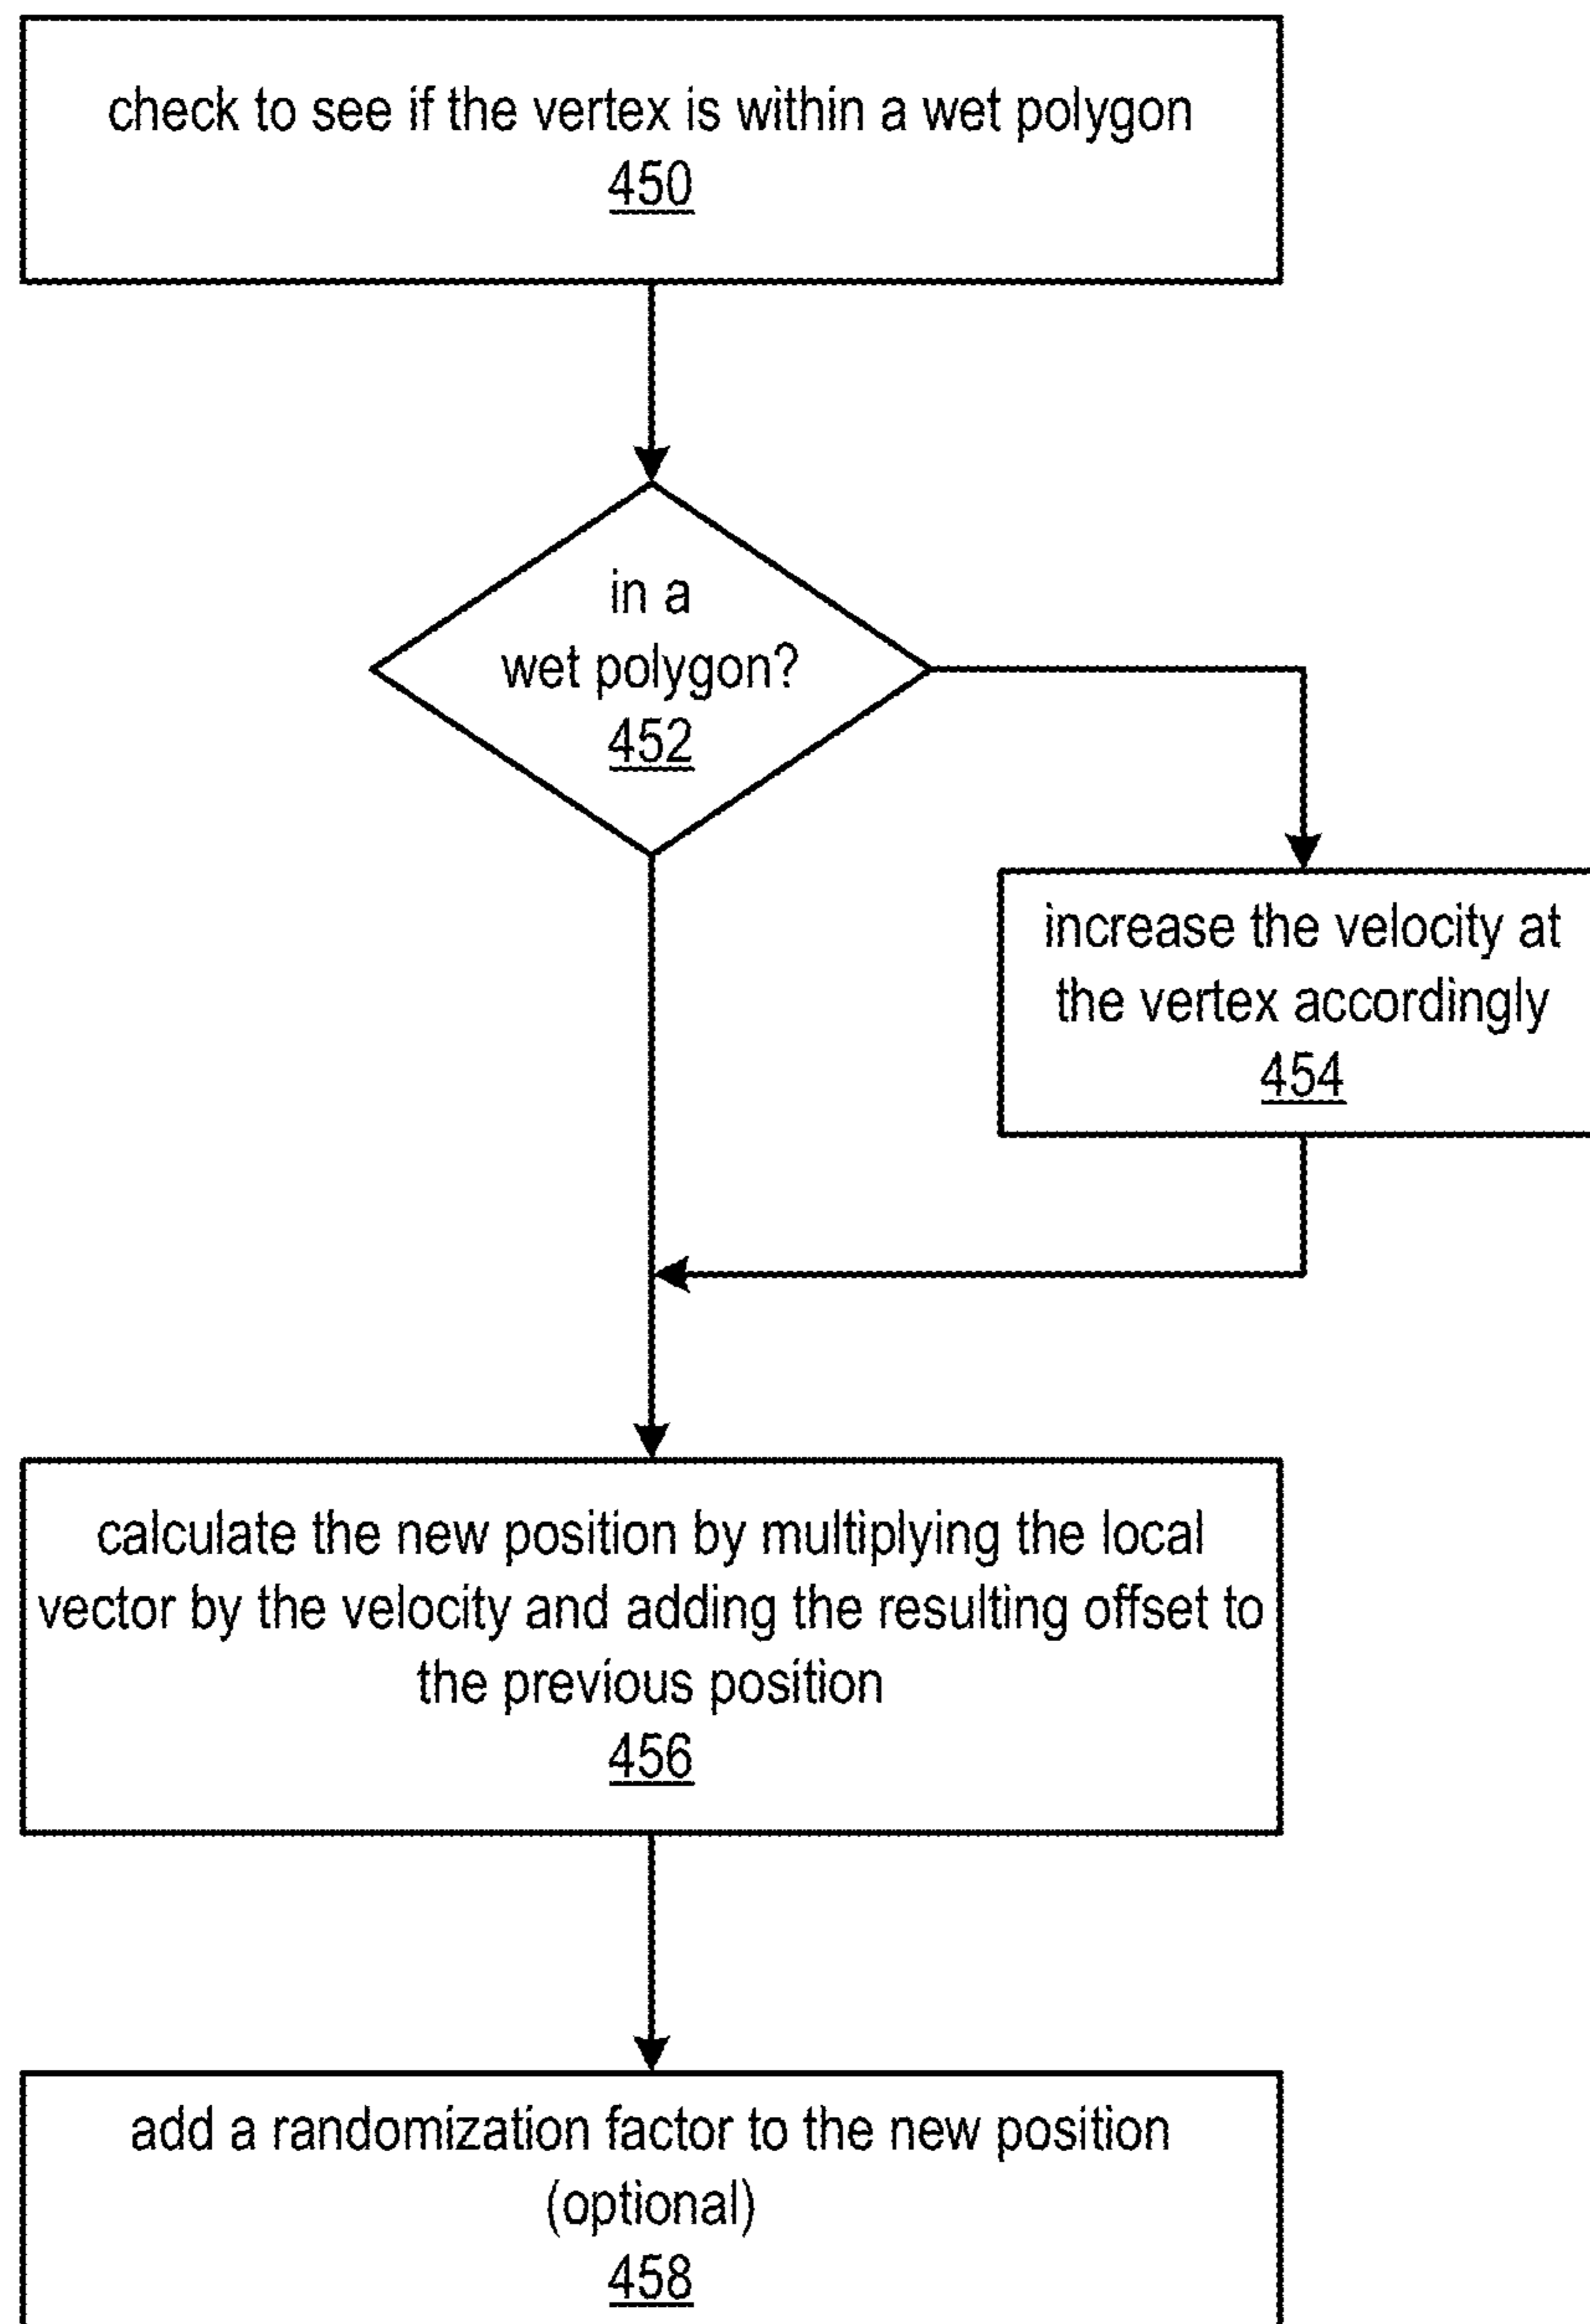 check to see if the vertex is within a wet polygon
450
in a
wet polygon?
452
increase the velocity at
the vertex accordingly
454
calculate the new position by multiplying the local
vector by the velocity and adding the resulting offset to
the previous position
456
add a randomization factor to the new position
(optional)
458